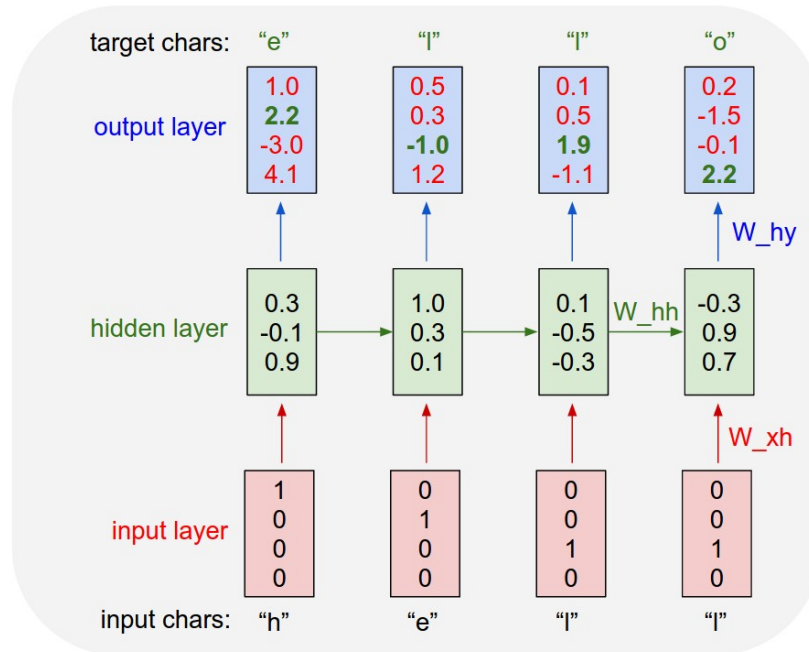 target chars: “e” “l” “l” “o”
1.0 0.5 0.1 0.2
2.2 0.3 0.5 -1.5
output layer
-3.0 -1.0 1.9 -0.1
4.1 1.2 -1.1 2.2
W_hy
0.3 1.0 0.1 -0.3
W_hh
hidden layer -0.1 0.3 -0.5 0.9
0.9 0.1 -0.3 0.7
W_xh
1 0 0 0
0 1 0 0
input layer
0 0 1 1
0 0 0 0
input chars: “h” “e” “l” “l”